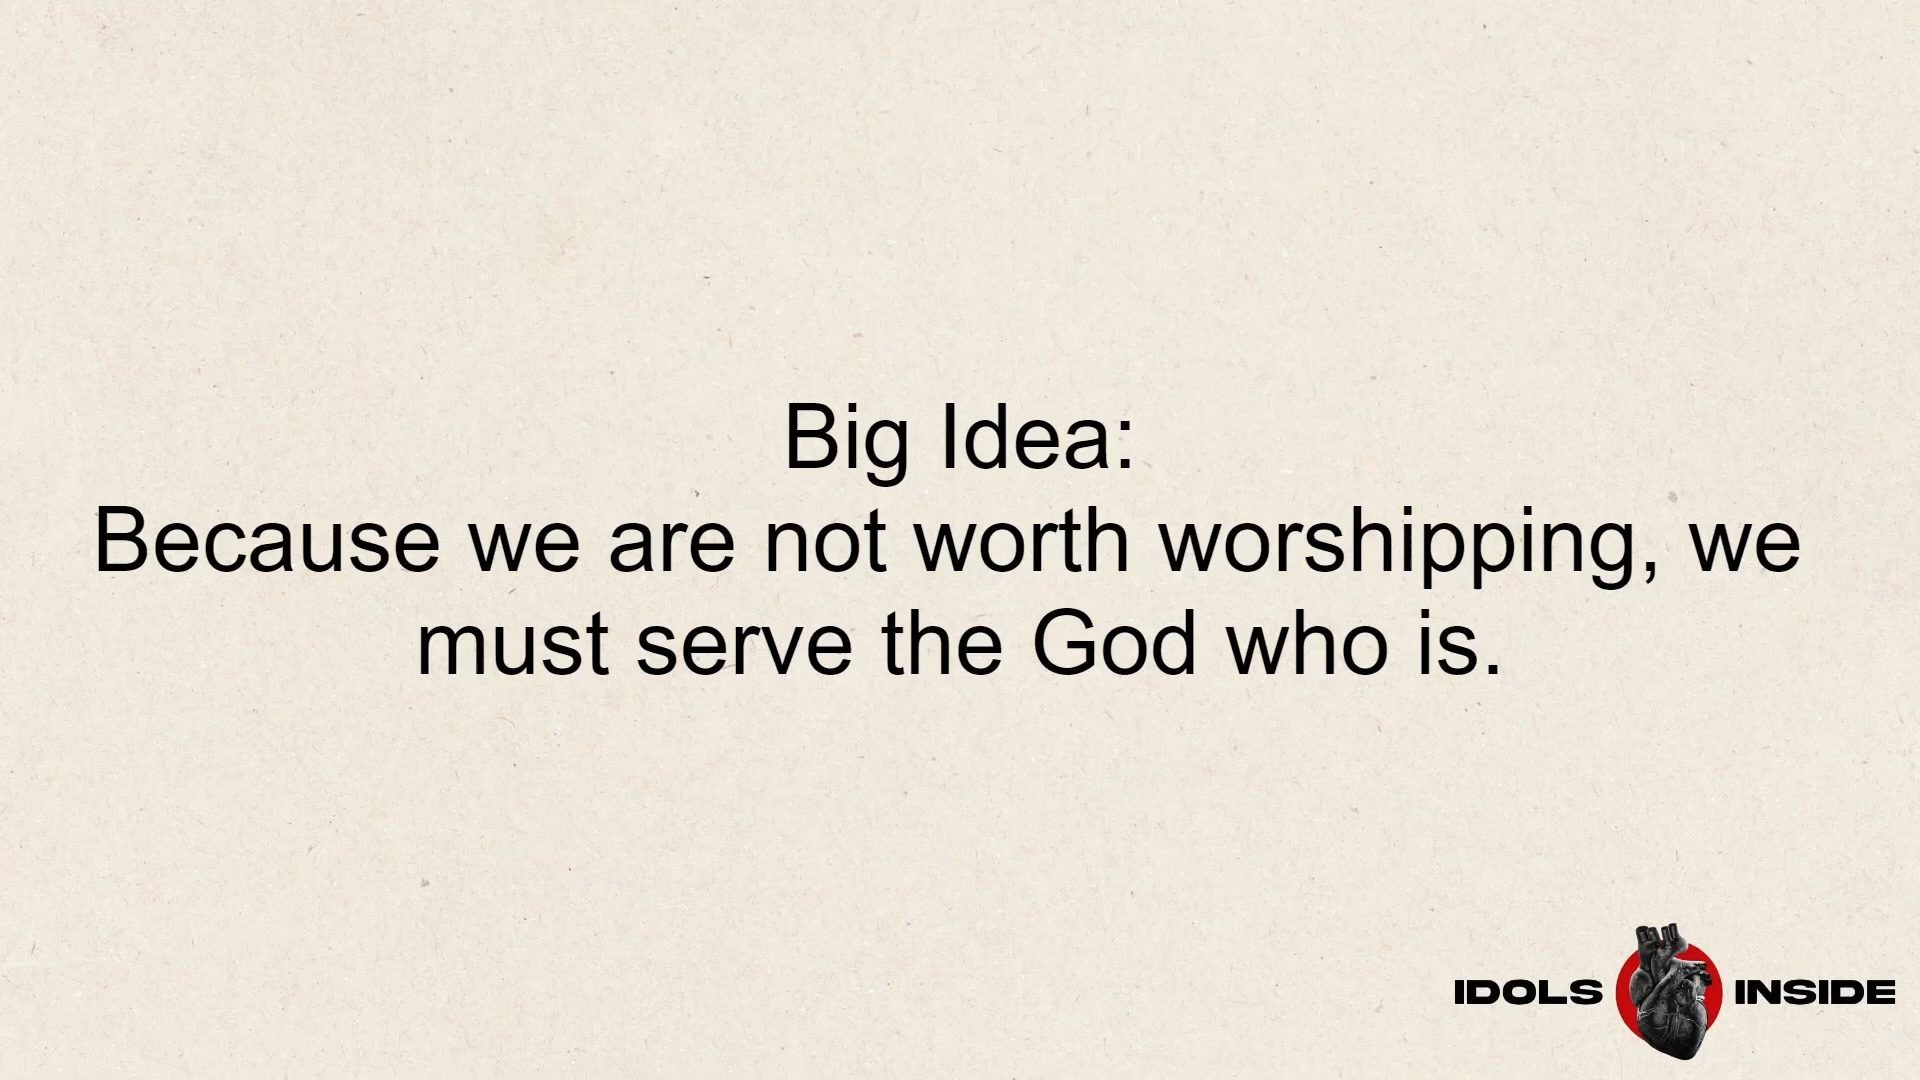 Big Idea:
Because we are not worth worshipping, we
must serve the God who is.
IDOLS INSIDE